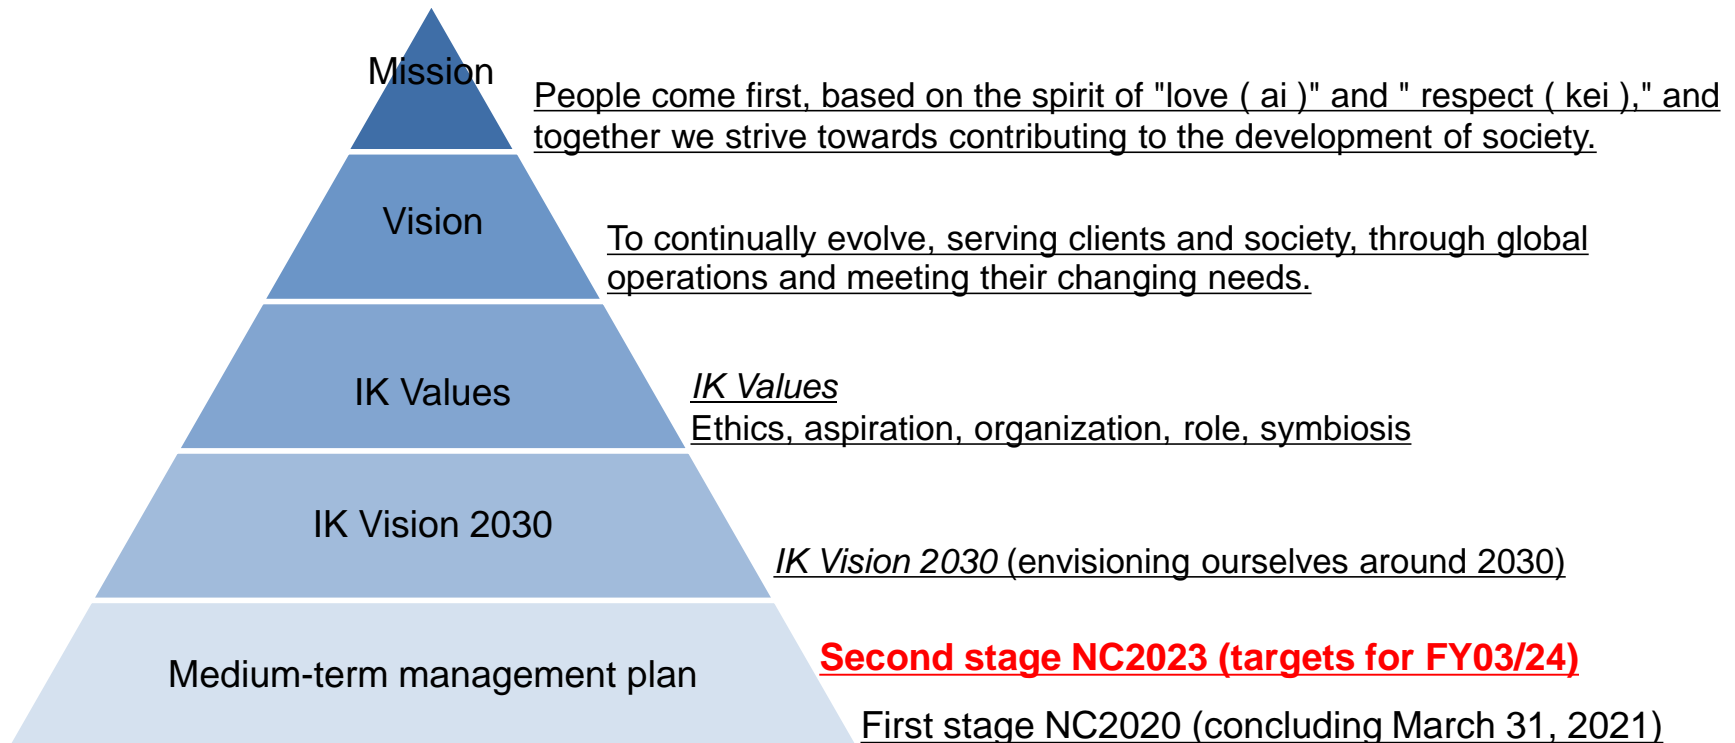 Mission
People come first, based on the spirit of "love ( ai )" and " respect ( kei )," and
together we strive towards contributing to the development of society.
Vision
To continually evolve, serving clients and society, through global
operations and meeting their changing needs.
IK Values
IK Values
Ethics, aspiration, organization, role, symbiosis
IK Vision 2030
IK Vision 2030 (envisioning ourselves around 2030)
Medium-term management plan
Second stage NC2023 (targets for FY03/24)
First stage NC2020 (concluding March 31, 2021)